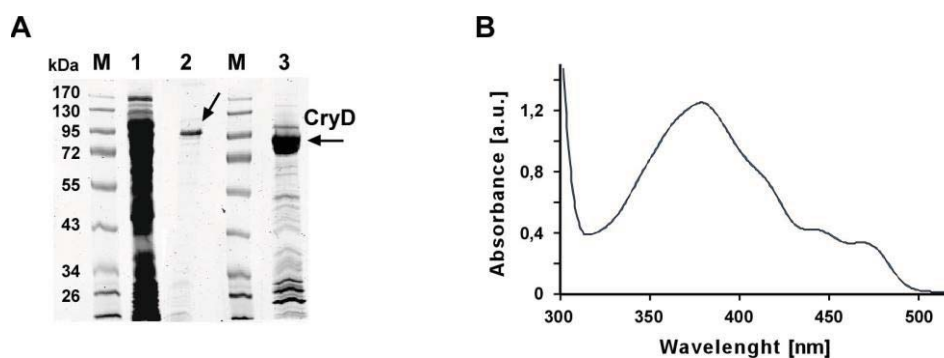 A
B
kDa M 1 2 M 3
170
130
95
72
55
43
34
26
CryD
Absorbance [a.u.]
1,2
0,8
0,4
0
300 350 400 450 500
Wavelenght [nm]